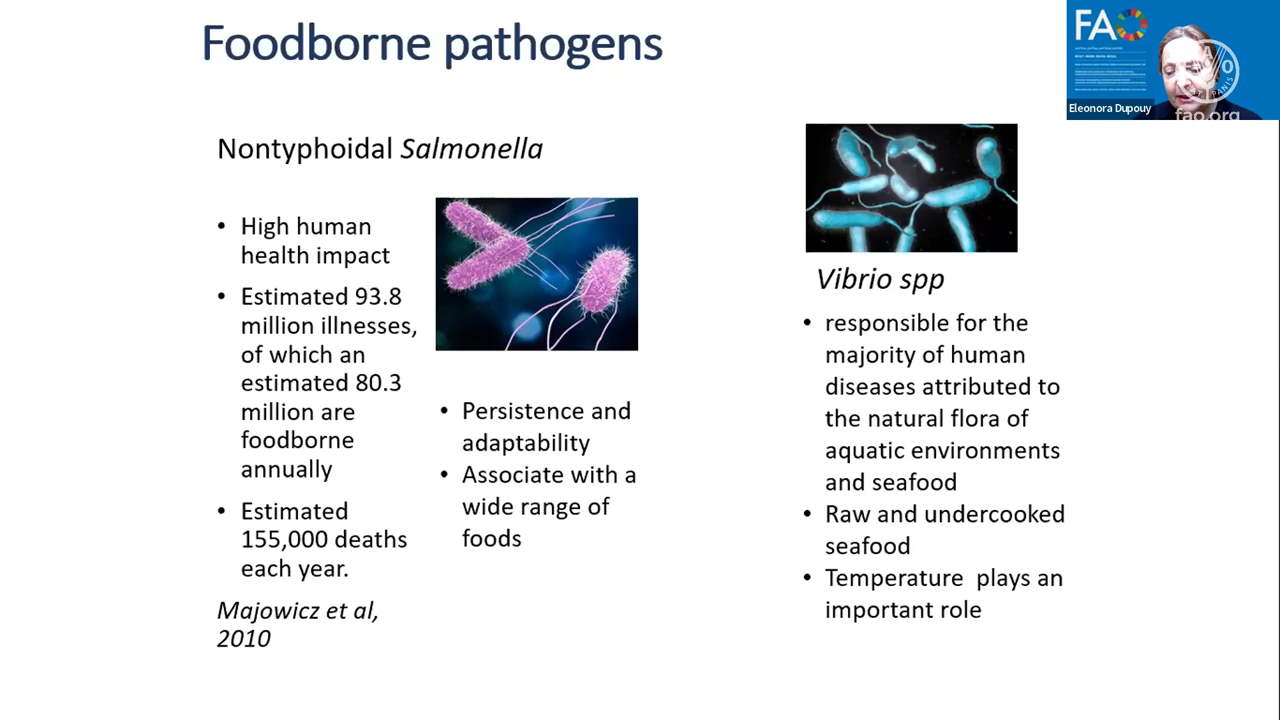 Foodborne pathogens
Nontyphoidal Salmonella
• High human
health impact
• Estimated 93.8
million illnesses,
of which an
estimated 80.3
million are
foodborne
annually
• Estimated
155,000 deaths
each year.
Majowicz et al,
2010
• Persistence and
adaptability
• Associate with a
wide range of
foods
Vibrio spp
• responsible for the
majority of human
diseases attributed to
the natural flora of
aquatic environments
and seafood
• Raw and undercooked
seafood
• Temperature  plays an
important role
FAO
Eleonora Dupouy
fao.org